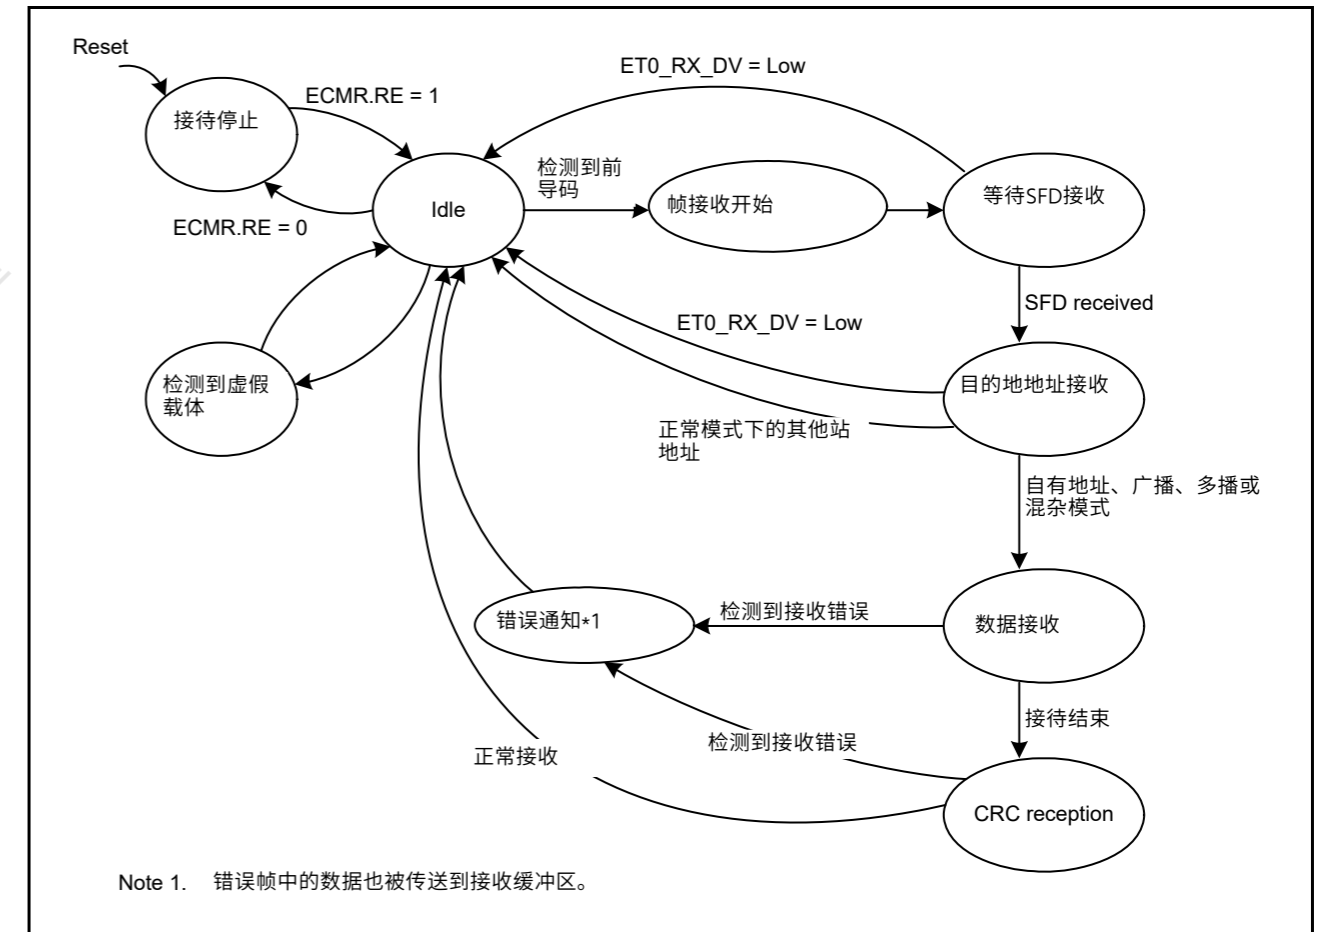 Reset
ET0_RX_DV = Low
ECMR.RE = 1
接待停止
检测到前
导码
等待SFD接收
帧接收开始
Idle
ECMR.RE = 0
SFD received
ET0_RX_DV = Low
检测到虚假
载体
目的地地址接收
正常模式下的其他站
地址
自有地址、广播、多播或
混杂模式
检测到接收错误
错误通知*1
数据接收
接待结束
检测到接收错误
正常接收
CRC reception
Note 1. 错误帧中的数据也被传送到接收缓冲区。